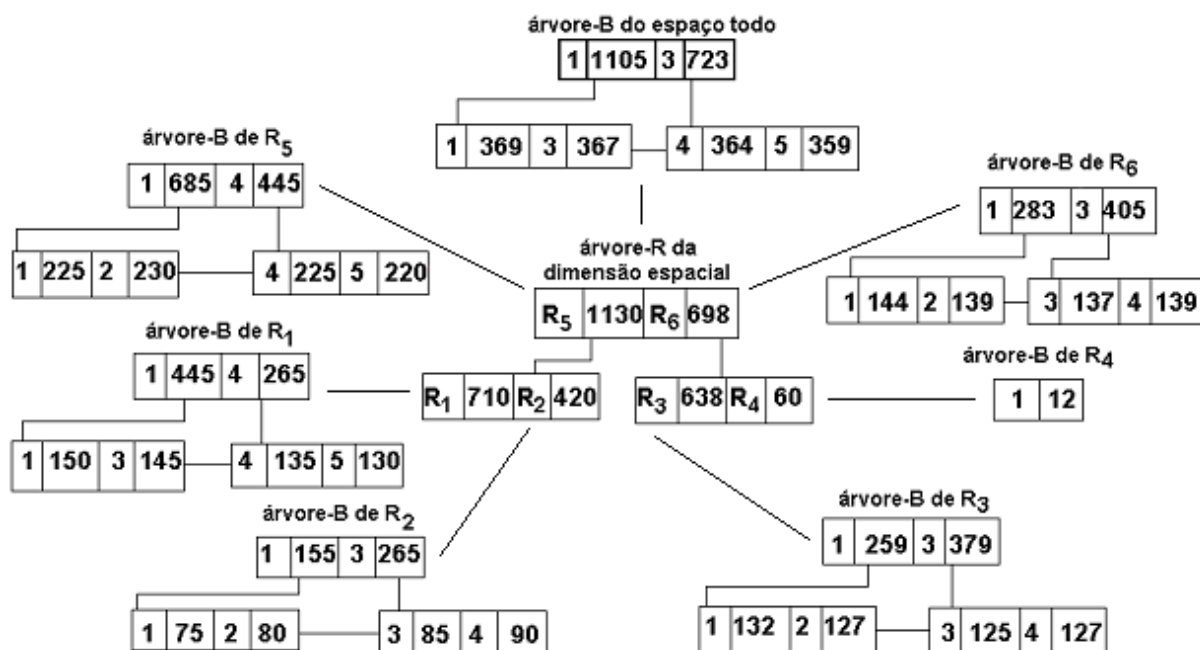 árvore-B do espaço todo
1 1105 3 723
1 369 3 367
4 364 5 359
árvore-B de R5
1 685 4 445
1 225 2 230
4 225 5 220
árvore-B de R6
1 283 3 405
1 144 2 139
3 137 4 139
árvore-R da
dimensão espacial
R5 1130 R6 698
R1 710 R2 420
R3 638 R4 60
árvore-B de R1
1 445 4 265
1 150 3 145
4 135 5 130
árvore-B de R4
1 12
árvore-B de R2
1 155 3 265
1 75 2 80
3 85 4 90
árvore-B de R3
1 259 3 379
1 132 2 127
3 125 4 127